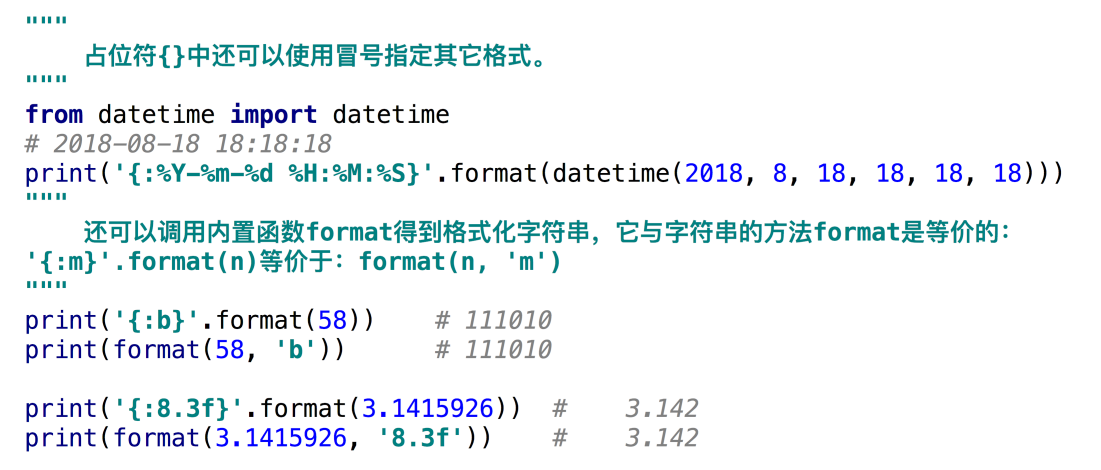 """
    占位符{}中还可以使用冒号指定其它格式。
"""
from datetime import datetime
# 2018-08-18 18:18:18
print('{:%Y-%m-%d %H:%M:%S}'.format(datetime(2018, 8, 18, 18, 18, 18)))
"""
    还可以调用内置函数format得到格式化字符串，它与字符串的方法format是等价的：
'{:m}'.format(n)等价于：format(n, 'm')
"""
print('{:b}'.format(58))    # 111010
print(format(58, 'b'))      # 111010

print('{:8.3f}'.format(3.1415926))  #    3.142
print(format(3.1415926, '8.3f'))    #    3.142